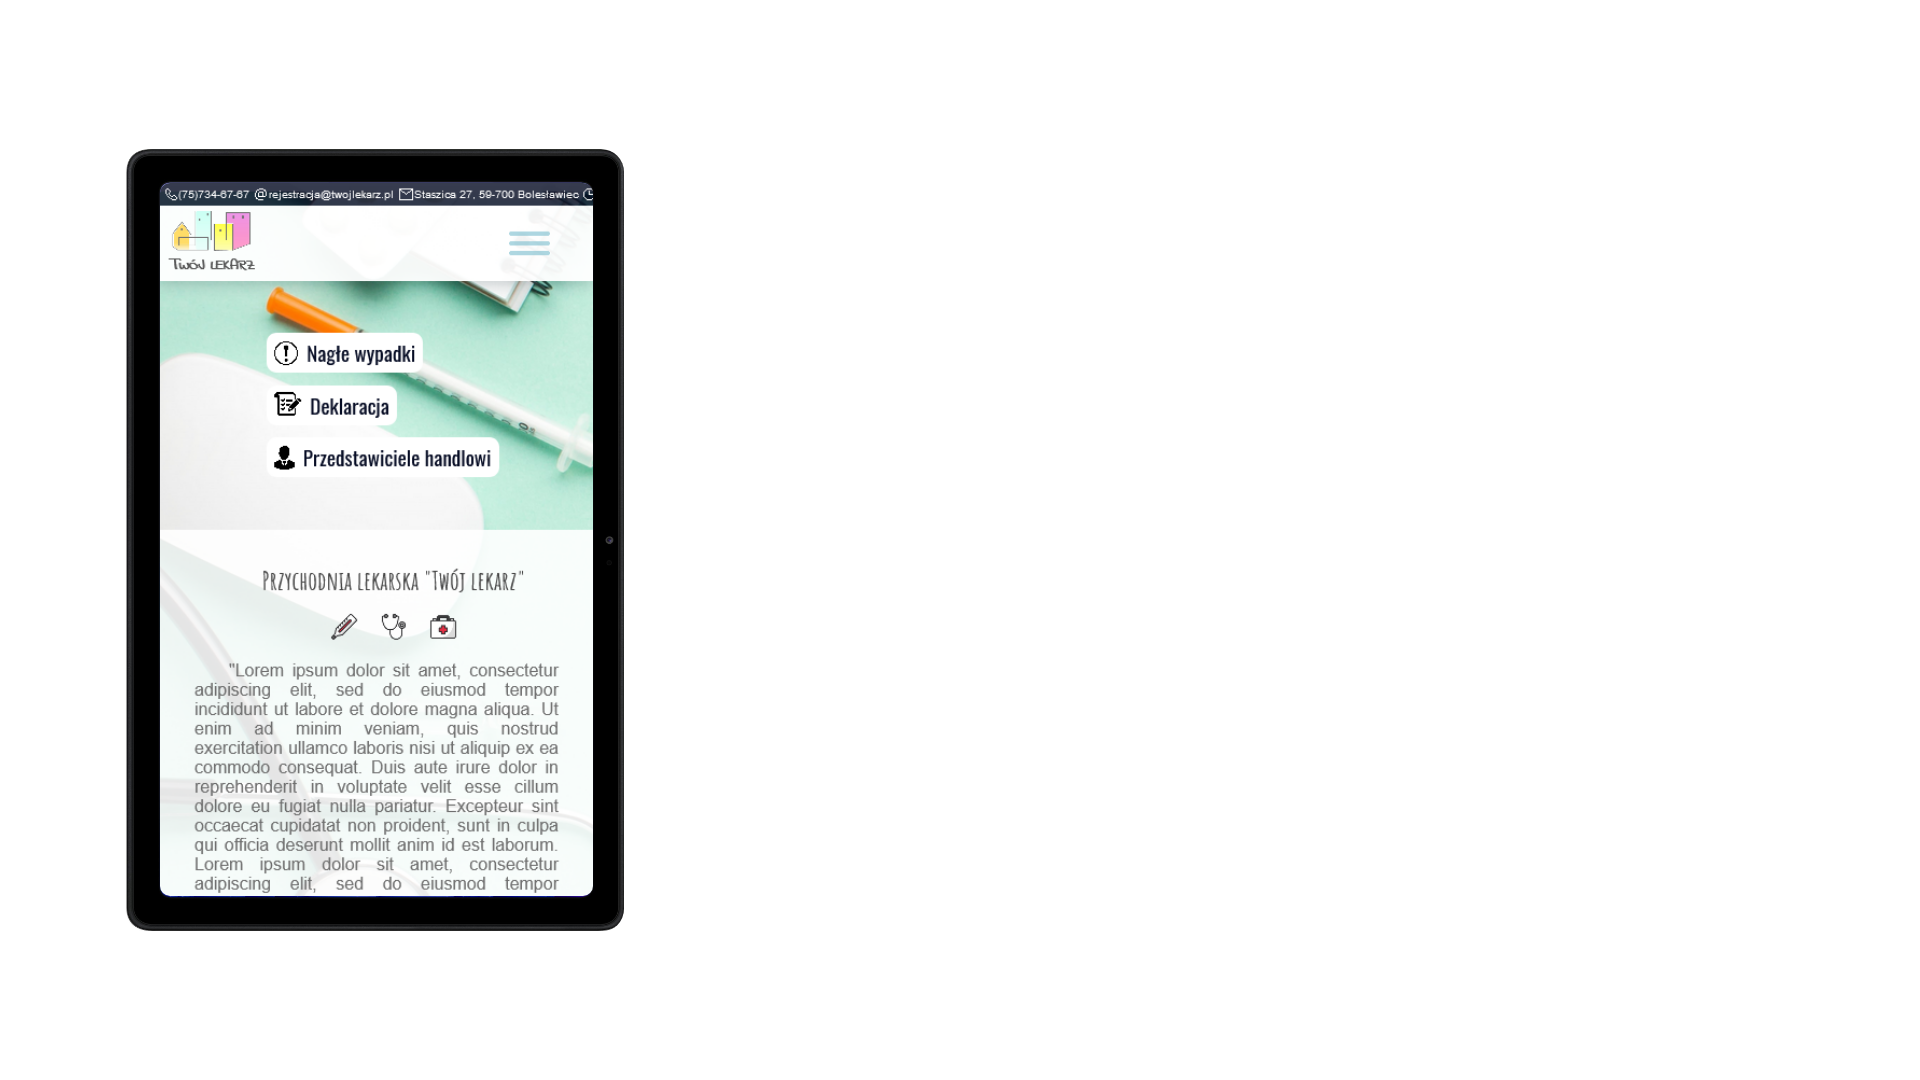 (75)734-67-67 @rejestracja@twojlekarz.pl Staszica 27, 59-700 Bolesławiec
TWÓJ LEKARZ
Nagłe wypadki
Deklaracja
Przedstawiciele handlowi
Przychodnia lekarska "Twój lekarz"
"Lorem ipsum dolor sit amet, consectetur
adipiscing elit, sed do eiusmod tempor
incididunt ut labore et dolore magna aliqua. Ut
enim ad minim veniam, quis nostrud
exercitation ullamco laboris nisi ut aliquip ex ea
commodo consequat. Duis aute irure dolor in
reprehenderit in voluptate velit esse cillum
dolore eu fugiat nulla pariatur. Excepteur sint
occaecat cupidatat non proident, sunt in culpa
qui officia deserunt mollit anim id est laborum.
Lorem ipsum dolor sit amet, consectetur
adipiscing elit, sed do eiusmod tempor